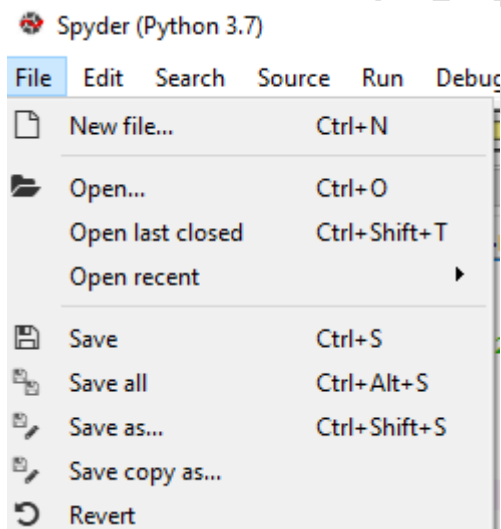 Spyder (Python 3.7)
File Edit Search Source Run Debug
New file... Ctrl+N
Open... Ctrl+O
Open last closed Ctrl+Shift+T
Open recent
Save Ctrl+S
Save all Ctrl+Alt+S
Save as... Ctrl+Shift+S
Save copy as...
Revert